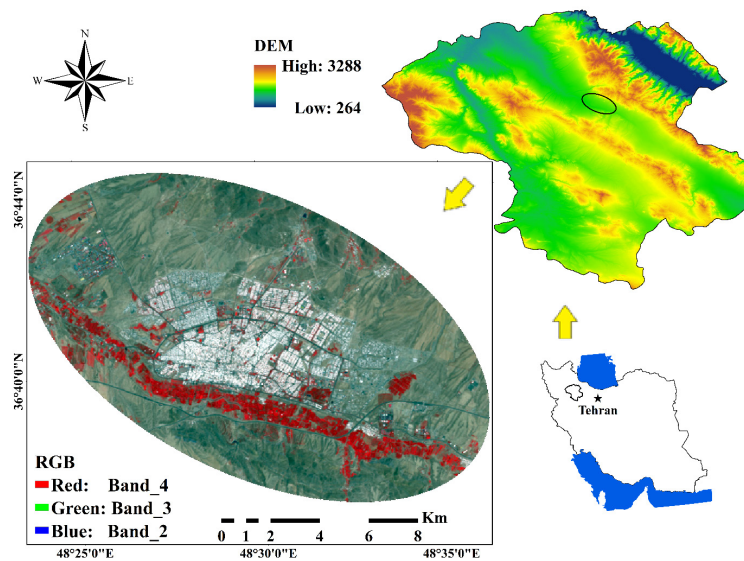 N
W E
S
DEM
High: 3288
Low: 264
36°44'0"N
36°40'0"N
RGB
Red: Band_4
Green: Band_3
Blue: Band_2
Km
0 1 2 4 6 8
48°25'0"E 48°30'0"E 48°35'0"E
Tehran